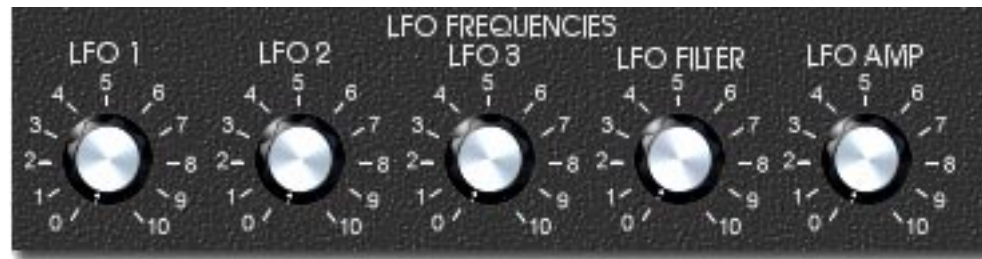 LFO FREQUENCIES
LFO 1 LFO 2 LFO 3 LFO FILTER LFO AMP
5 5 5 5 5
4 6 4 6 4 6 4 6 4 6
3 7 3 7 3 7 3 7 3 7
2 8 2 8 2 8 2 8 2 8
1 9 1 9 1 9 1 9 1 9
0 10 0 10 0 10 0 10 0 10